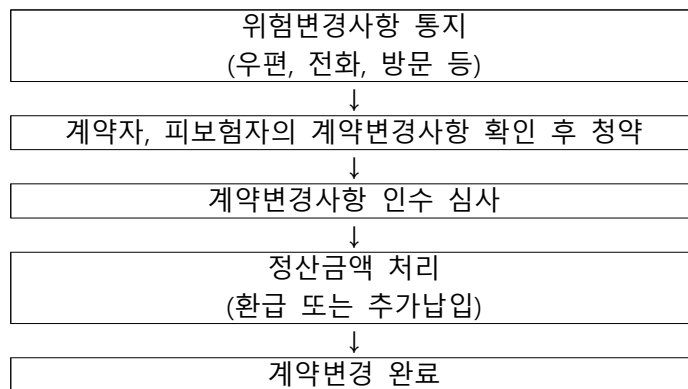 위험변경사항 통지
(우편, 전화, 방문 등)
↓
계약자, 피보험자의 계약변경사항 확인 후 청약
↓
계약변경사항 인수 심사
↓
정산금액 처리
(환급 또는 추가납입)
↓
계약변경 완료